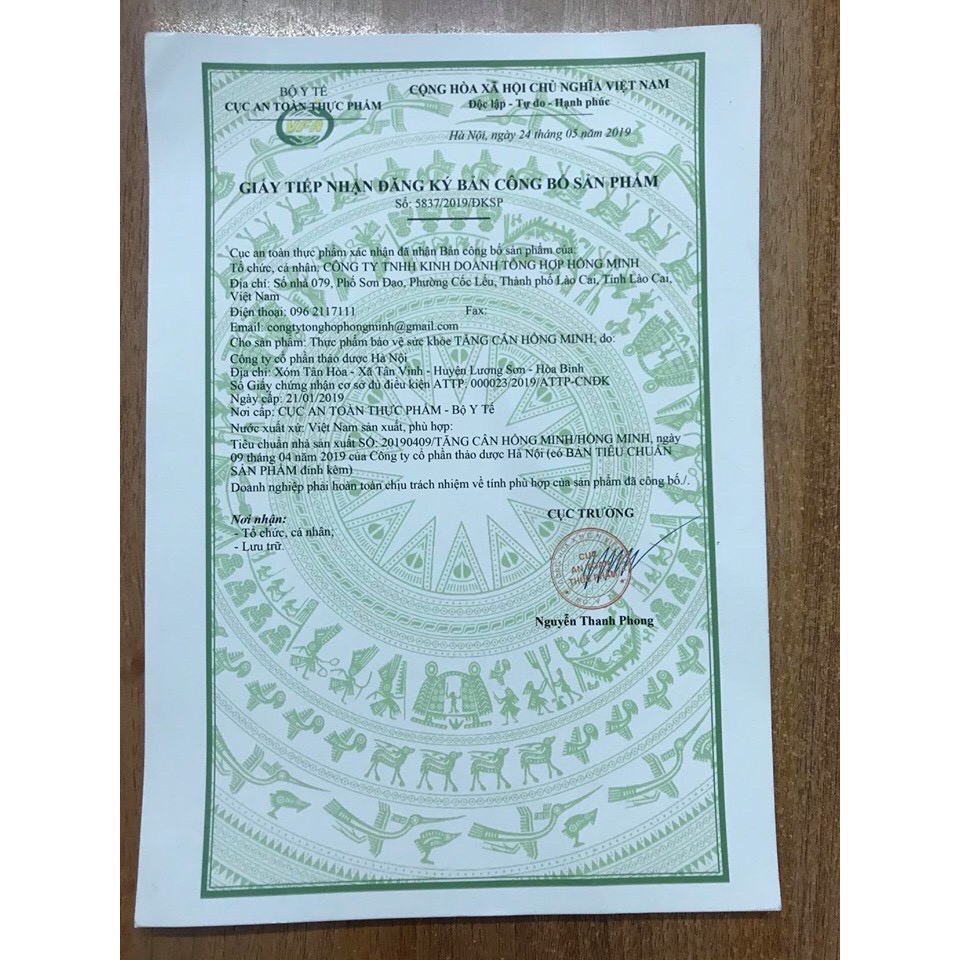 BỘ Y TẾ
CỤC AN TOÀN THỰC PHẨM
VFA
CỘNG HÒA XÃ HỘI CHỦ NGHĨA VIỆT NAM
Độc lập - Tự do - Hạnh phúc
Hà Nội, ngày 24 tháng 05 năm 2019
GIẤY TIẾP NHẬN ĐĂNG KÝ BẢN CÔNG BỐ SẢN PHẨM
Số: 5837/2019/ĐKSP
Cục an toàn thực phẩm xác nhận đã nhận Bản công bố sản phẩm của:
Tổ chức, cá nhân: CÔNG TY TNHH KINH DOANH TỔNG HỢP HỒNG MINH
Địa chỉ: Số nhà 079, Phố Sơn Đạo, Phường Cốc Lếu, Thành phố Lào Cai, Tỉnh Lào Cai,
Việt Nam
Điện thoại: 096 2117111 Fax:
Email: congtytonghophongminh@gmail.com
Cho sản phẩm: Thực phẩm bảo vệ sức khỏe TĂNG CÂN HỒNG MINH; do:
Công ty cổ phần thảo dược Hà Nội
Địa chỉ: Xóm Tân Hòa - Xã Tân Vinh - Huyện Lương Sơn - Hòa Bình
Số Giấy chứng nhận cơ sở đủ điều kiện ATTP: 000023/2019/ATTP-CNĐK
Ngày cấp: 21/01/2019
Nơi cấp: CỤC AN TOÀN THỰC PHẨM - Bộ Y Tế
Nước xuất xứ: Việt Nam sản xuất, phù hợp:
Tiêu chuẩn nhà sản xuất SỐ: 20190409/TĂNG CÂN HỒNG MINH/HỒNG MINH, ngày
09 tháng 04 năm 2019 của Công ty cổ phần thảo dược Hà Nội (có BẢN TIÊU CHUẨN
SẢN PHẨM đính kèm)
Doanh nghiệp phải hoàn toàn chịu trách nhiệm về tính phù hợp của sản phẩm đã công bố./.
Nơi nhận:
- Tổ chức, cá nhân;
- Lưu trữ.
CỤC TRƯỞNG
CỤC
AN TOÀN
THỰC PHẨM
Nguyễn Thanh Phong